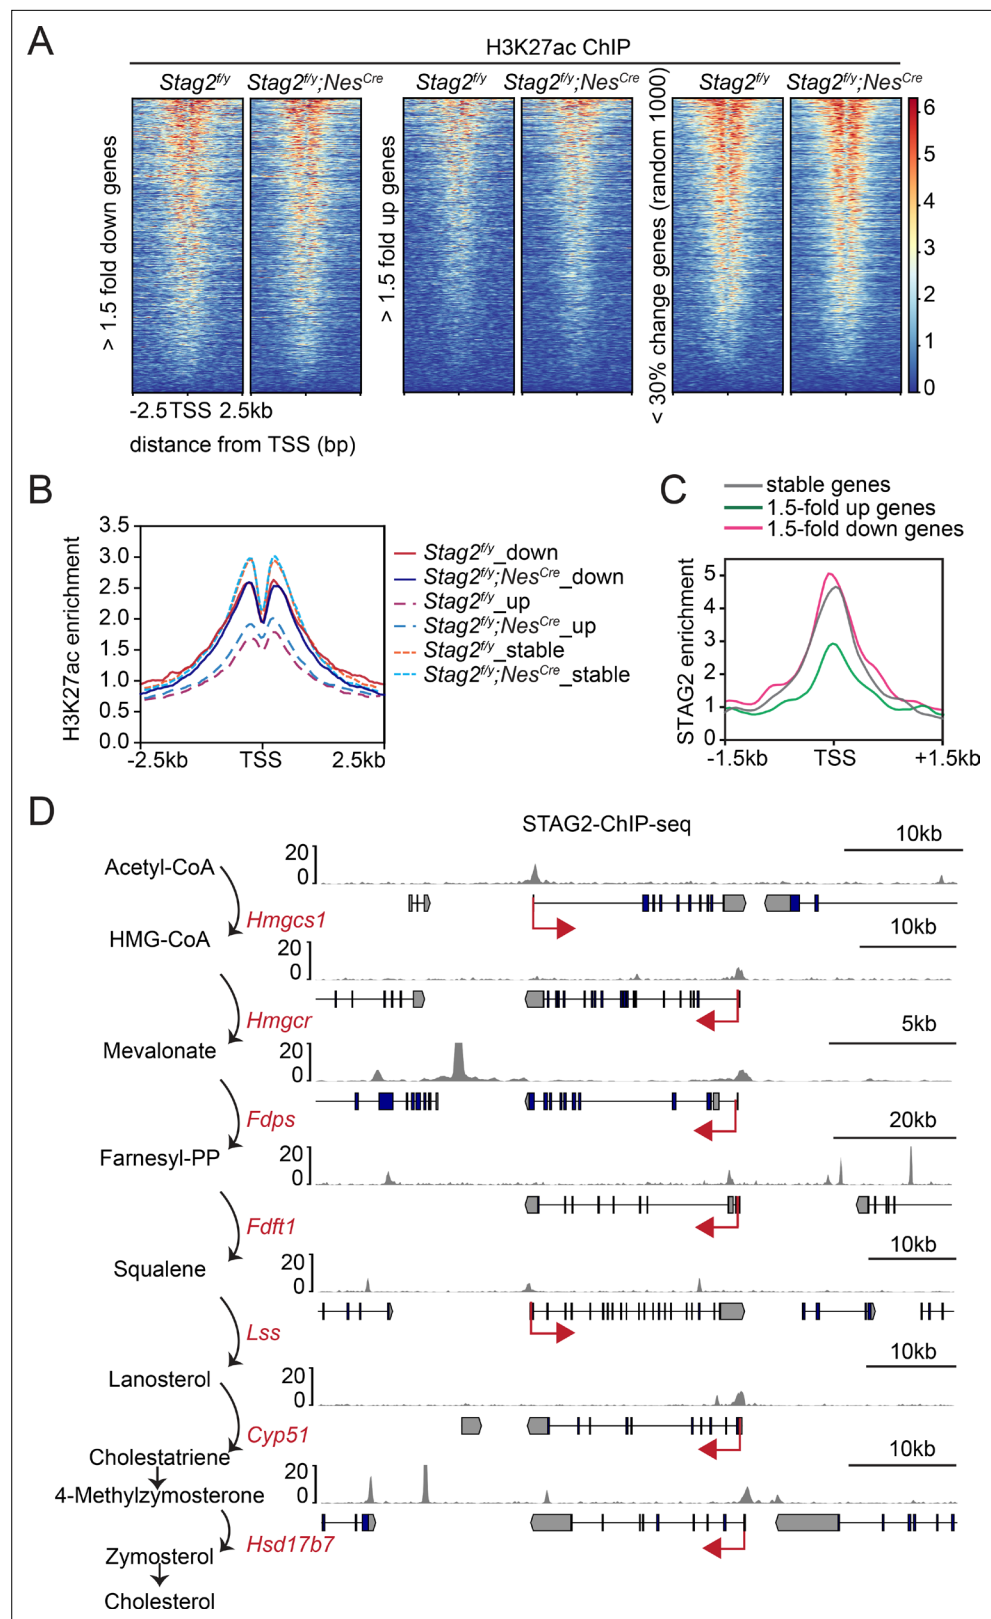 A
H3K27ac ChIP
Stag2f/y
Stag2f/y;NesCre
Stag2f/y
Stag2f/y;NesCre
Stag2f/y
Stag2f/y;NesCre
> 1.5 fold down genes
> 1.5 fold up genes
< 30% change genes (random 1000)
6
5
4
3
2
1
0
-2.5 TSS 2.5kb
distance from TSS (bp)
B
H3K27ac enrichment
3.5
3.0
2.5
2.0
1.5
1.0
0.5
0.0
-2.5kb TSS 2.5kb
Stag2f/y_down
Stag2f/y;NesCre_down
Stag2f/y_up
Stag2f/y;NesCre_up
Stag2f/y_stable
Stag2f/y;NesCre_stable
C
stable genes
1.5-fold up genes
1.5-fold down genes
STAG2 enrichment
5
4
3
2
1
0
-1.5kb TSS +1.5kb
D
STAG2-ChIP-seq
10kb
20
0
Acetyl-CoA
Hmgcs1
HMG-CoA
10kb
20
0
Hmgcr
Mevalonate
5kb
20
0
Fdps
Farnesyl-PP
20kb
20
0
Fdft1
Squalene
10kb
20
0
Lss
Lanosterol
10kb
20
0
Cyp51
Cholestatriene
10kb
20
0
4-Methylzymosterone
Hsd17b7
Zymosterol
Cholesterol